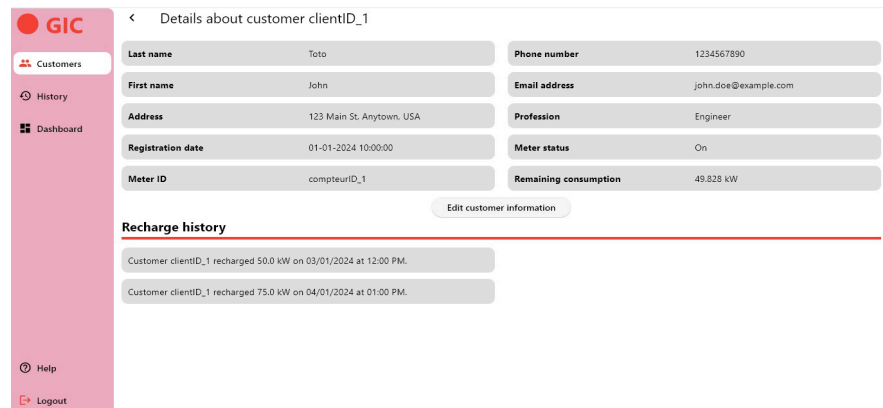 GIC
Customers
History
Dashboard
Help
Logout
Details about customer clientID_1
Last name Toto
First name John
Address 123 Main St, Anytown, USA
Registration date 01-01-2024 10:00:00
Meter ID compteurID_1
Phone number 1234567890
Email address john.doe@example.com
Profession Engineer
Meter status On
Remaining consumption 49.828 kW
Edit customer information
Recharge history
Customer clientID_1 recharged 50.0 kW on 03/01/2024 at 12:00 PM.
Customer clientID_1 recharged 75.0 kW on 04/01/2024 at 01:00 PM.